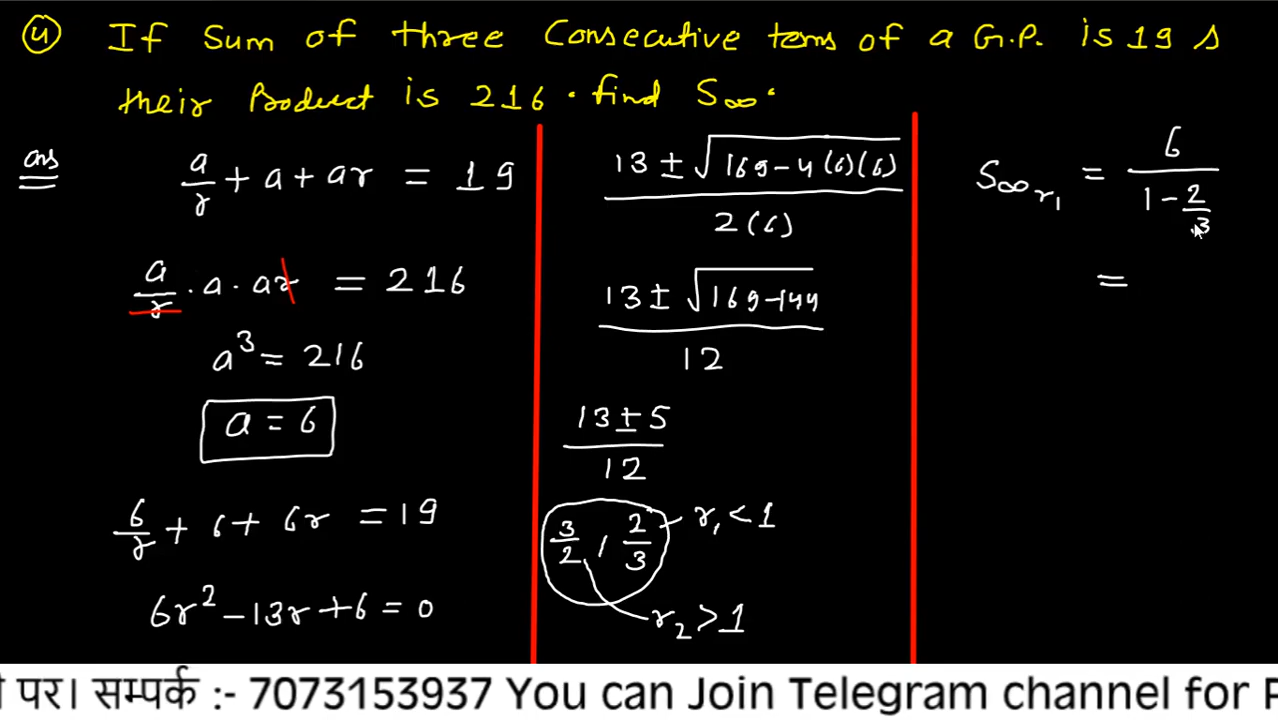 ④ If Sum of three Consecutive tems of a G.P. is 19 s
their Product is 216 . find S∞.
ans
a/r + a + ar = 19
a/r . a . ar = 216
a³ = 216
a = 6
6/r + 6 + 6r = 19
6r² - 13r + 6 = 0
13 ± √169-4(6)(6) / 2(6)
13 ± √169-144 / 12
13 ± 5 / 12
3/2 , 2/3 r₁ < 1
r₂ > 1
S∞r₁ = 6 / 1 - 2/3
=
पर। सम्पर्क :- 7073153937 You can Join Telegram channel for